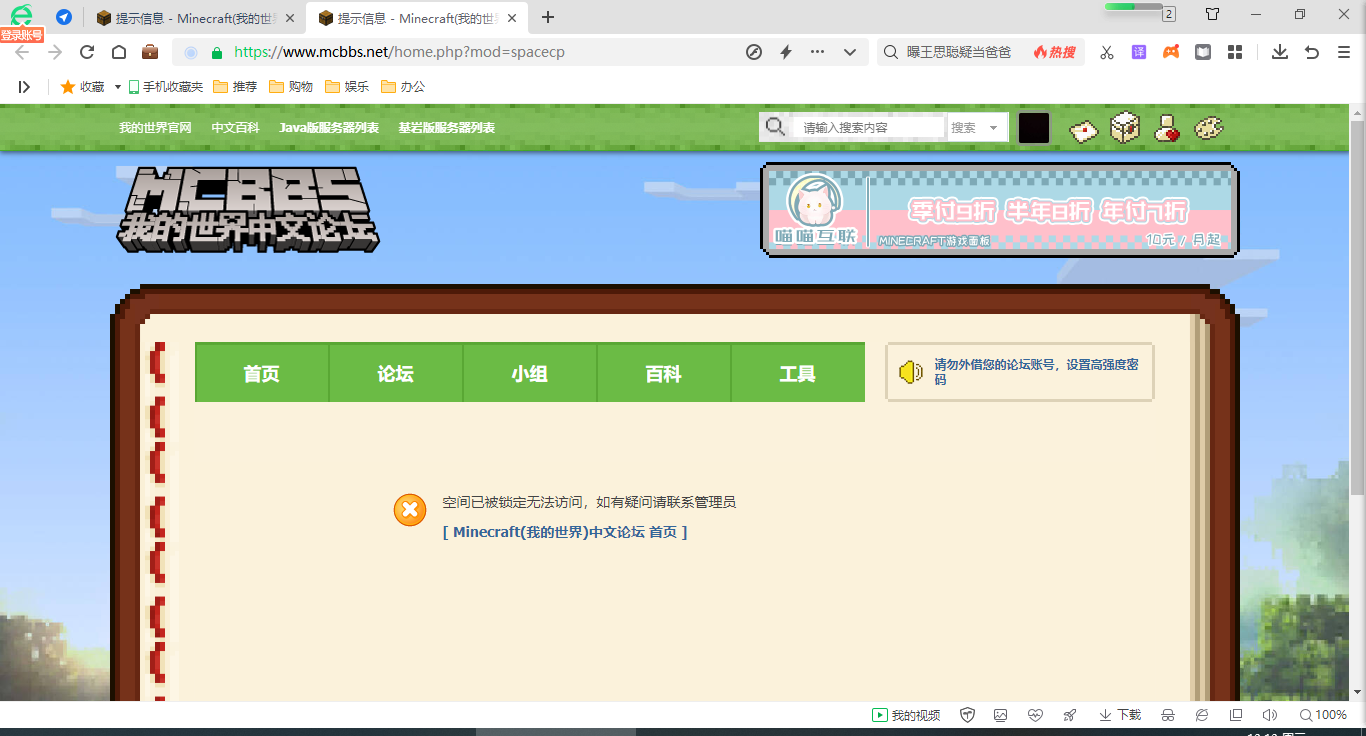 提示信息 - Minecraft(我的世界
提示信息 - Minecraft(我的世
2
登录账号
https://www.mcbbs.net/home.php?mod=spacecp
曝王思聪疑当爸爸
热搜
译
收藏
手机收藏夹
推荐
购物
娱乐
办公
我的世界官网
中文百科
Java版服务器列表
基岩版服务器列表
请输入搜索内容
搜索
MCBBS
我的世界中文论坛
喵喵互联
季付9折 半年8折 年付7折
MINECRAFT游戏面板
10元 / 月起
首页
论坛
小组
百科
工具
请勿外借您的论坛账号，设置高强度密
码
空间已被锁定无法访问，如有疑问请联系管理员
[ Minecraft(我的世界)中文论坛 首页 ]
我的视频
下载
100%